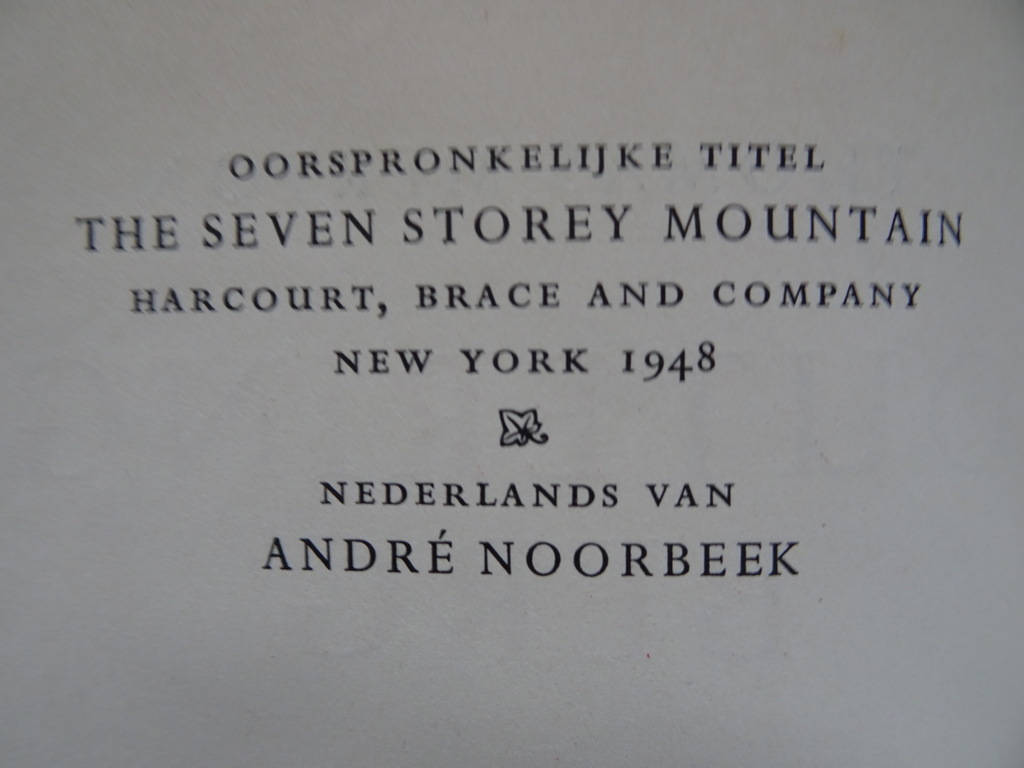 OORSPRONKELIJKE TITEL
THE SEVEN STOREY MOUNTAIN
HARCOURT, BRACE AND COMPANY
NEW YORK 1948
NEDERLANDS VAN
ANDRÉ NOORBEEK